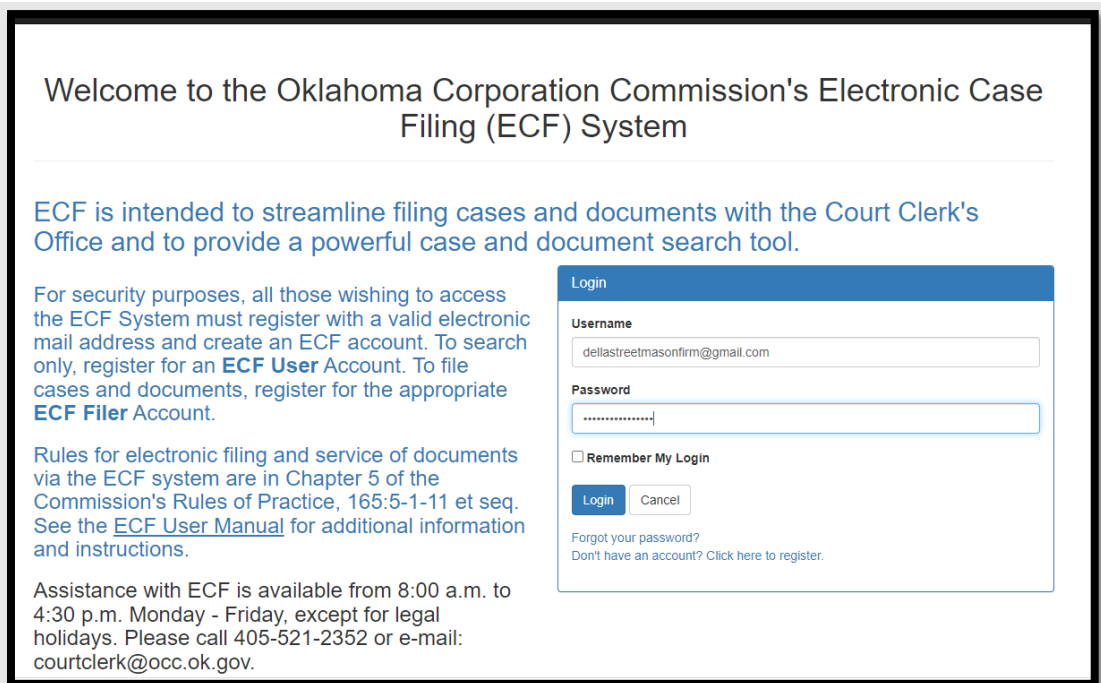 Welcome to the Oklahoma Corporation Commission's Electronic Case
Filing (ECF) System
ECF is intended to streamline filing cases and documents with the Court Clerk's
Office and to provide a powerful case and document search tool.
For security purposes, all those wishing to access
the ECF System must register with a valid electronic
mail address and create an ECF account. To search
only, register for an ECF User Account. To file
cases and documents, register for the appropriate
ECF Filer Account.
Rules for electronic filing and service of documents
via the ECF system are in Chapter 5 of the
Commission's Rules of Practice, 165:5-1-11 et seq.
See the ECF User Manual for additional information
and instructions.
Assistance with ECF is available from 8:00 a.m. to
4:30 p.m. Monday - Friday, except for legal
holidays. Please call 405-521-2352 or e-mail:
courtclerk@occ.ok.gov.
Login
Username
dellastreetmasonfirm@gmail.com
Password
••••••••••••••••
Remember My Login
Login Cancel
Forgot your password?
Don't have an account? Click here to register.